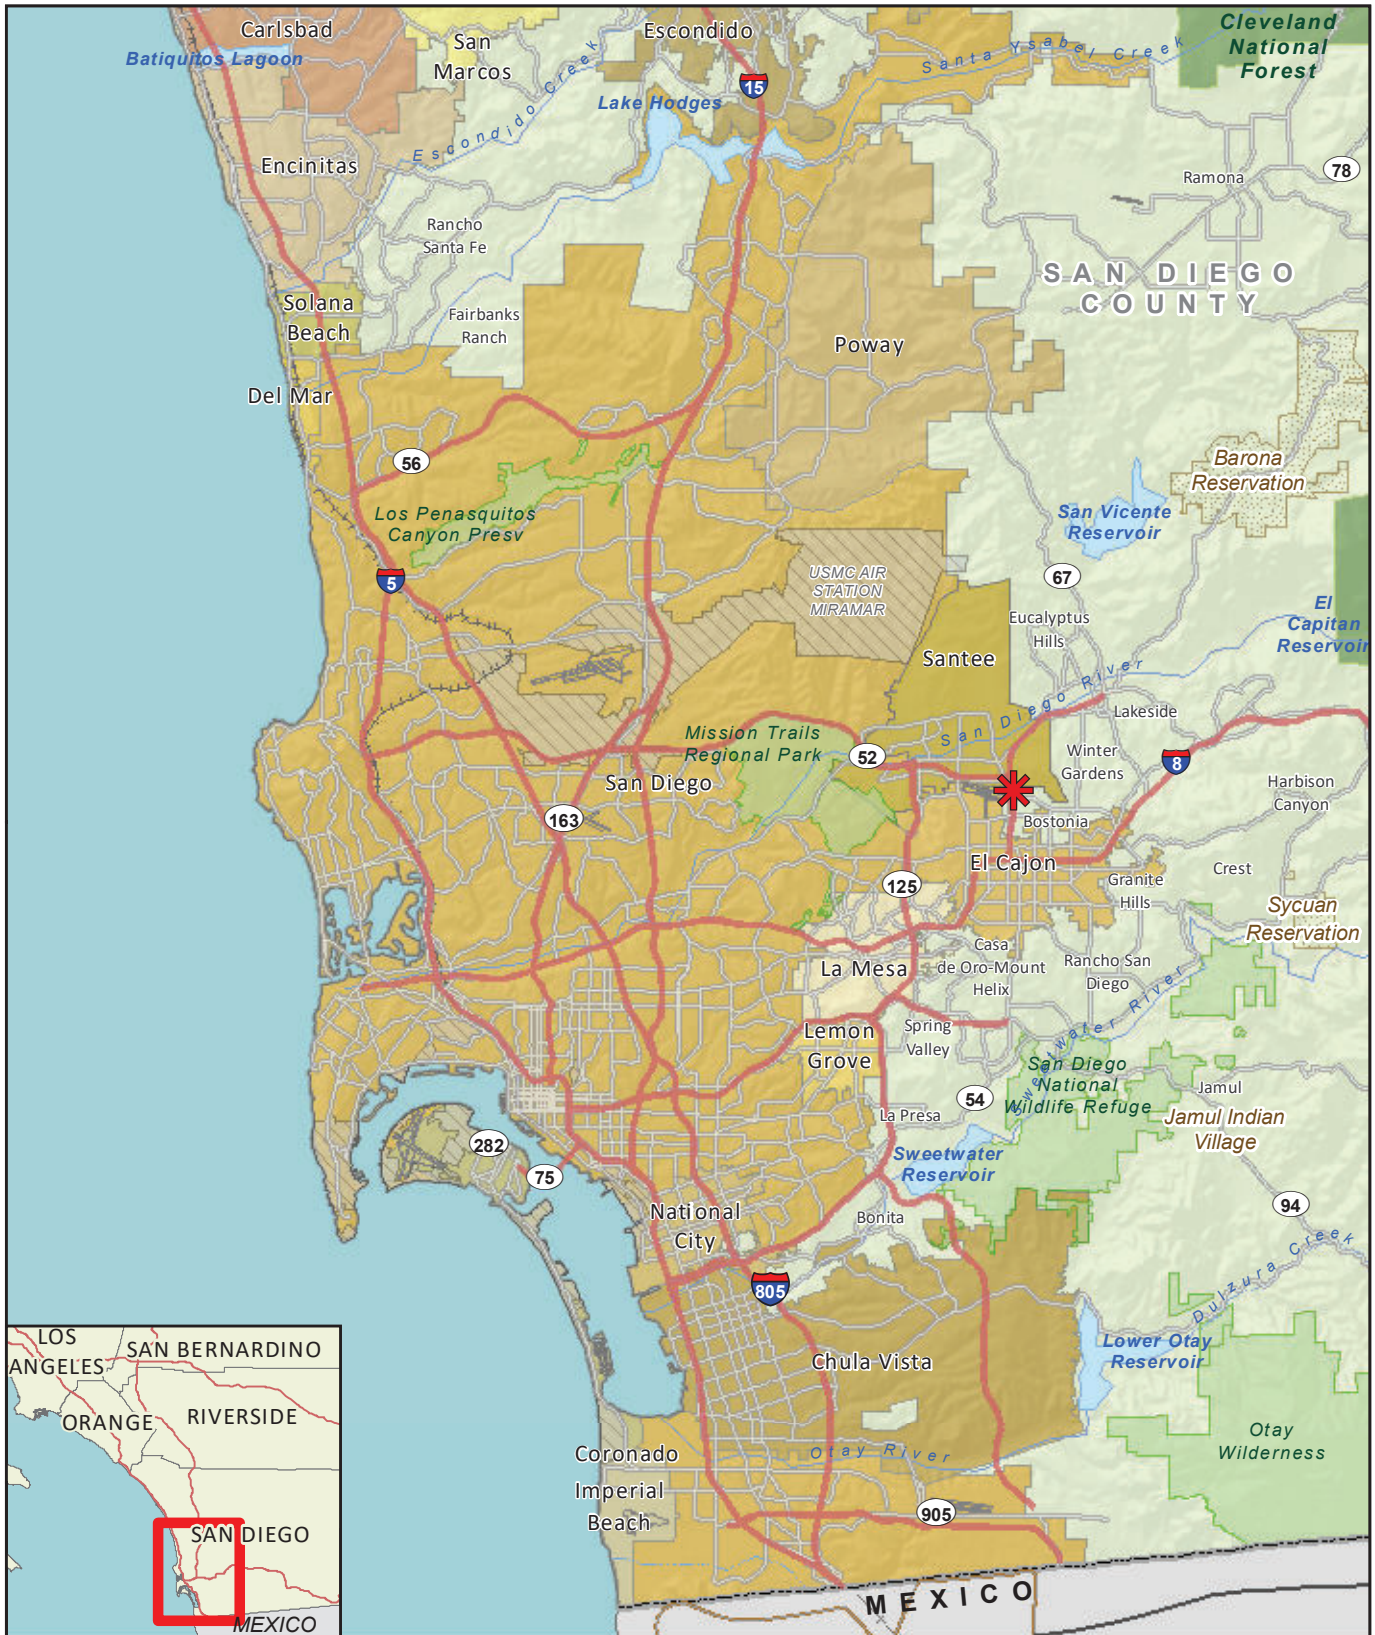 Carlsbad
San
Marcos
Escondido
Cleveland
National
Forest
Batiquitos Lagoon
Escondido Creek
Santa Ysabel Creek
15
Lake Hodges
Encinitas
Ramona
78
Rancho
Santa Fe
SAN DIEGO
COUNTY
Solana
Beach
Fairbanks
Ranch
Poway
Del Mar
56
Barona
Reservation
Los Penasquitos
Canyon Presv
San Vicente
Reservoir
5
USMC AIR
STATION
MIRAMAR
67
Eucalyptus
Hills
El
Capitan
Reservoir
Santee
San Diego River
Lakeside
Mission Trails
Regional Park
52
Winter
Gardens
8
San Diego
Harbison
Canyon
163
Bostonia
El Cajon
125
Granite
Hills
Crest
Sycuan
Reservation
La Mesa
Casa
de Oro-Mount
Helix
Rancho San
Diego
Sweetwater River
Lemon
Grove
Spring
Valley
San Diego
National
Wildlife Refuge
Jamul
54
La Presa
Jamul Indian
Village
282
75
Sweetwater
Reservoir
National
City
Bonita
94
Dulzura Creek
805
Chula Vista
Lower Otay
Reservoir
Otay River
Otay
Wilderness
Coronado
Imperial
Beach
905
MEXICO
LOS
ANGELES
SAN BERNARDINO
ORANGE
RIVERSIDE
SAN DIEGO
MEXICO